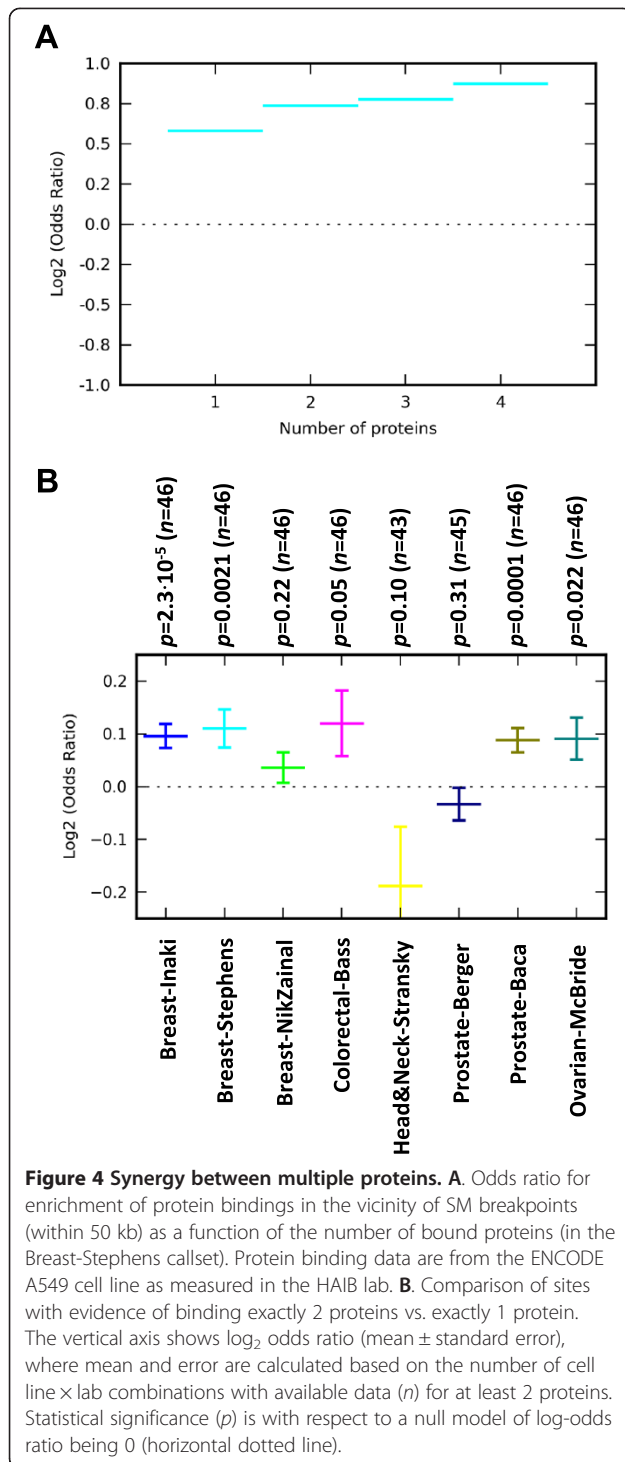 A
1.0
0.8
0.5
0.2
0.0
-0.2
-0.5
-0.8
-1.0
Log2 (Odds Ratio)
1 2 3 4
Number of proteins
B
p=2.3·10⁻⁵ (n=46)
p=0.0021 (n=46)
p=0.22 (n=46)
p=0.05 (n=46)
p=0.10 (n=43)
p=0.31 (n=45)
p=0.0001 (n=46)
p=0.022 (n=46)
0.2
0.1
0.0
−0.1
−0.2
Log2 (Odds Ratio)
Breast-Inaki
Breast-Stephens
Breast-NikZainal
Colorectal-Bass
Head&Neck-Stransky
Prostate-Berger
Prostate-Baca
Ovarian-McBride
Figure 4 Synergy between multiple proteins. A. Odds ratio for
enrichment of protein bindings in the vicinity of SM breakpoints
(within 50 kb) as a function of the number of bound proteins (in the
Breast-Stephens callset). Protein binding data are from the ENCODE
A549 cell line as measured in the HAIB lab. B. Comparison of sites
with evidence of binding exactly 2 proteins vs. exactly 1 protein.
The vertical axis shows log₂ odds ratio (mean ± standard error),
where mean and error are calculated based on the number of cell
line × lab combinations with available data (n) for at least 2 proteins.
Statistical significance (p) is with respect to a null model of log-odds
ratio being 0 (horizontal dotted line).